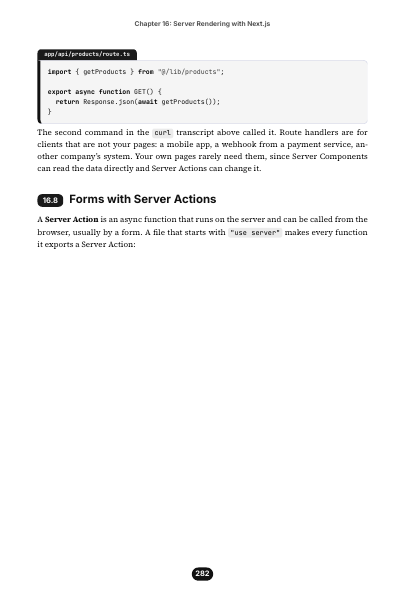 Chapter 16: Server Rendering with Next.js
app/api/products/route.ts
import { getProducts } from "@/lib/products";
export async function GET() {
return Response.json(await getProducts());
}
The second command in the curl transcript above called it. Route handlers are for
clients that are not your pages: a mobile app, a webhook from a payment service, an-
other company's system. Your own pages rarely need them, since Server Components
can read the data directly and Server Actions can change it.
16.8 Forms with Server Actions
A Server Action is an async function that runs on the server and can be called from the
browser, usually by a form. A file that starts with "use server" makes every function
it exports a Server Action:
282